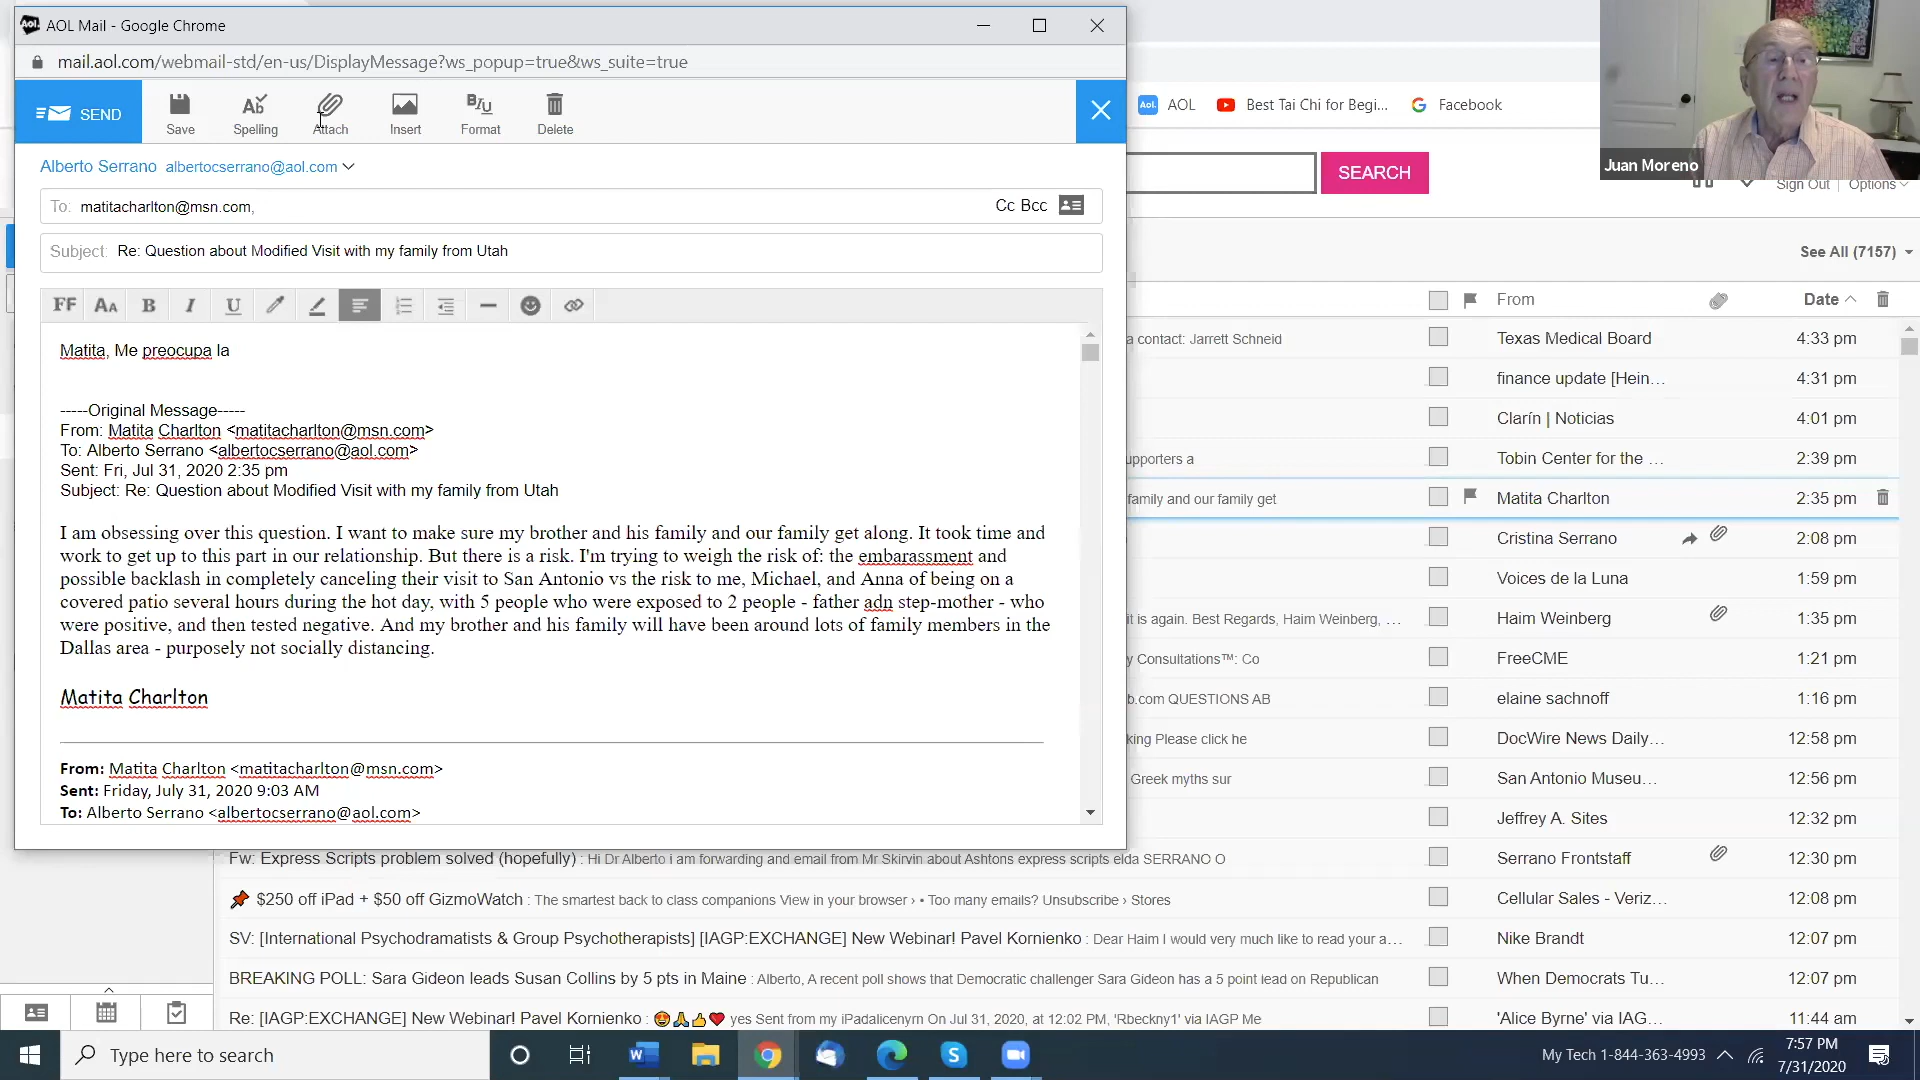 AOL Mail - Google Chrome
mail.aol.com/webmail-std/en-us/DisplayMessage?ws_popup=true&ws_suite=true
SEND
Save
Spelling
Attach
Insert
Format
Delete
Alberto Serrano albertocserrano@aol.com
To: matitacharlton@msn.com,
Cc Bcc
Subject: Re: Question about Modified Visit with my family from Utah
Matita, Me preocupa la
-----Original Message-----
From: Matita Charlton <matitacharlton@msn.com>
To: Alberto Serrano <albertocserrano@aol.com>
Sent: Fri, Jul 31, 2020 2:35 pm
Subject: Re: Question about Modified Visit with my family from Utah
I am obsessing over this question. I want to make sure my brother and his family and our family get along. It took time and
work to get up to this part in our relationship. But there is a risk. I'm trying to weigh the risk of: the embarassment and
possible backlash in completely canceling their visit to San Antonio vs the risk to me, Michael, and Anna of being on a
covered patio several hours during the hot day, with 5 people who were exposed to 2 people - father adn step-mother - who
were positive, and then tested negative. And my brother and his family will have been around lots of family members in the
Dallas area - purposely not socially distancing.
Matita Charlton
From: Matita Charlton <matitacharlton@msn.com>
Sent: Friday, July 31, 2020 9:03 AM
To: Alberto Serrano <albertocserrano@aol.com>
Aol. AOL
Best Tai Chi for Begi...
Facebook
Juan Moreno
SEARCH
Sign Out | Options
See All (7157)
From
Date
a contact: Jarrett Schneid Texas Medical Board 4:33 pm
finance update [Hein... 4:31 pm
Clarín | Noticias 4:01 pm
upporters a Tobin Center for the ... 2:39 pm
family and our family get Matita Charlton 2:35 pm
Cristina Serrano 2:08 pm
Voices de la Luna 1:59 pm
it is again. Best Regards, Haim Weinberg, ... Haim Weinberg 1:35 pm
y Consultations™: Co FreeCME 1:21 pm
b.com QUESTIONS AB elaine sachnoff 1:16 pm
king Please click he DocWire News Daily... 12:58 pm
Greek myths sur San Antonio Museu... 12:56 pm
Jeffrey A. Sites 12:32 pm
Fw: Express Scripts problem solved (hopefully) : Hi Dr Alberto i am forwarding and email from Mr Skirvin about Ashtons express scripts elda SERRANO O Serrano Frontstaff 12:30 pm
$250 off iPad + $50 off GizmoWatch : The smartest back to class companions View in your browser › • Too many emails? Unsubscribe › Stores Cellular Sales - Veriz... 12:08 pm
SV: [International Psychodramatists & Group Psychotherapists] [IAGP:EXCHANGE] New Webinar! Pavel Kornienko : Dear Haim I would very much like to read your a... Nike Brandt 12:07 pm
BREAKING POLL: Sara Gideon leads Susan Collins by 5 pts in Maine : Alberto, A recent poll shows that Democratic challenger Sara Gideon has a 5 point lead on Republican When Democrats Tu... 12:07 pm
Re: [IAGP:EXCHANGE] New Webinar! Pavel Kornienko : 😍🙏👍❤️ yes Sent from my iPadalicenyrn On Jul 31, 2020, at 12:02 PM, 'Rbeckny1' via IAGP Me 'Alice Byrne' via IAG... 11:44 am
Type here to search
My Tech 1-844-363-4993
7:57 PM
7/31/2020